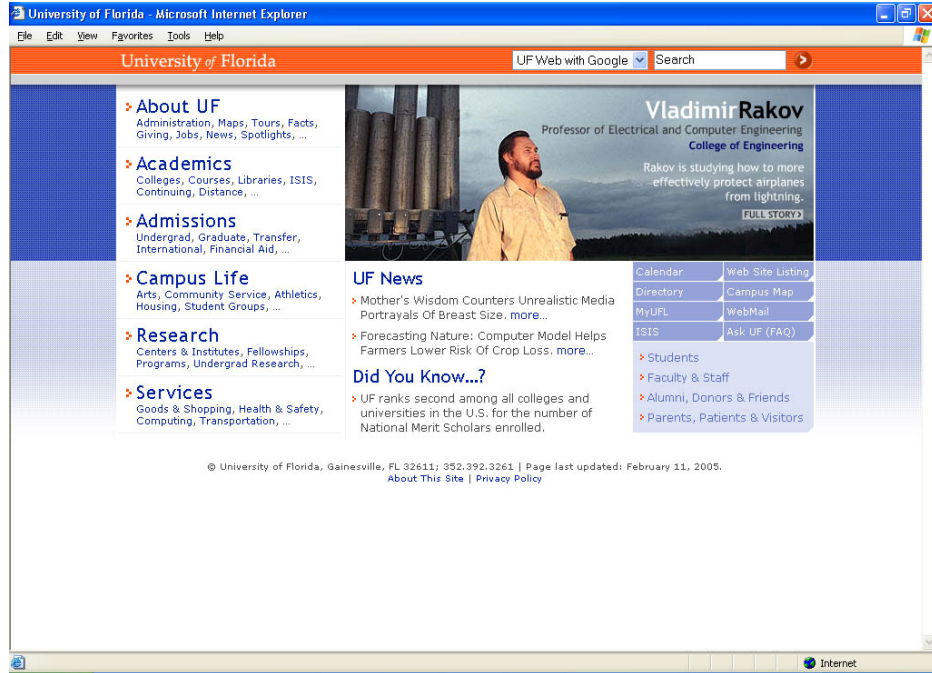 University of Florida - Microsoft Internet Explorer
File Edit View Favorites Tools Help
University of Florida
UF Web with Google
Search
About UF
Administration, Maps, Tours, Facts,
Giving, Jobs, News, Spotlights, ...
Academics
Colleges, Courses, Libraries, ISIS,
Continuing, Distance, ...
Admissions
Undergrad, Graduate, Transfer,
International, Financial Aid, ...
Campus Life
Arts, Community Service, Athletics,
Housing, Student Groups, ...
Research
Centers & Institutes, Fellowships,
Programs, Undergrad Research, ...
Services
Goods & Shopping, Health & Safety,
Computing, Transportation, ...
VladimirRakov
Professor of Electrical and Computer Engineering
College of Engineering
Rakov is studying how to more
effectively protect airplanes
from lightning.
FULL STORY
UF News
Mother's Wisdom Counters Unrealistic Media
Portrayals Of Breast Size. more...
Forecasting Nature: Computer Model Helps
Farmers Lower Risk Of Crop Loss. more...
Did You Know...?
UF ranks second among all colleges and
universities in the U.S. for the number of
National Merit Scholars enrolled.
Calendar Web Site Listing
Directory Campus Map
MyUFL WebMail
ISIS Ask UF (FAQ)
Students
Faculty & Staff
Alumni, Donors & Friends
Parents, Patients & Visitors
© University of Florida, Gainesville, FL 32611; 352.392.3261 | Page last updated: February 11, 2005.
About This Site | Privacy Policy
Internet